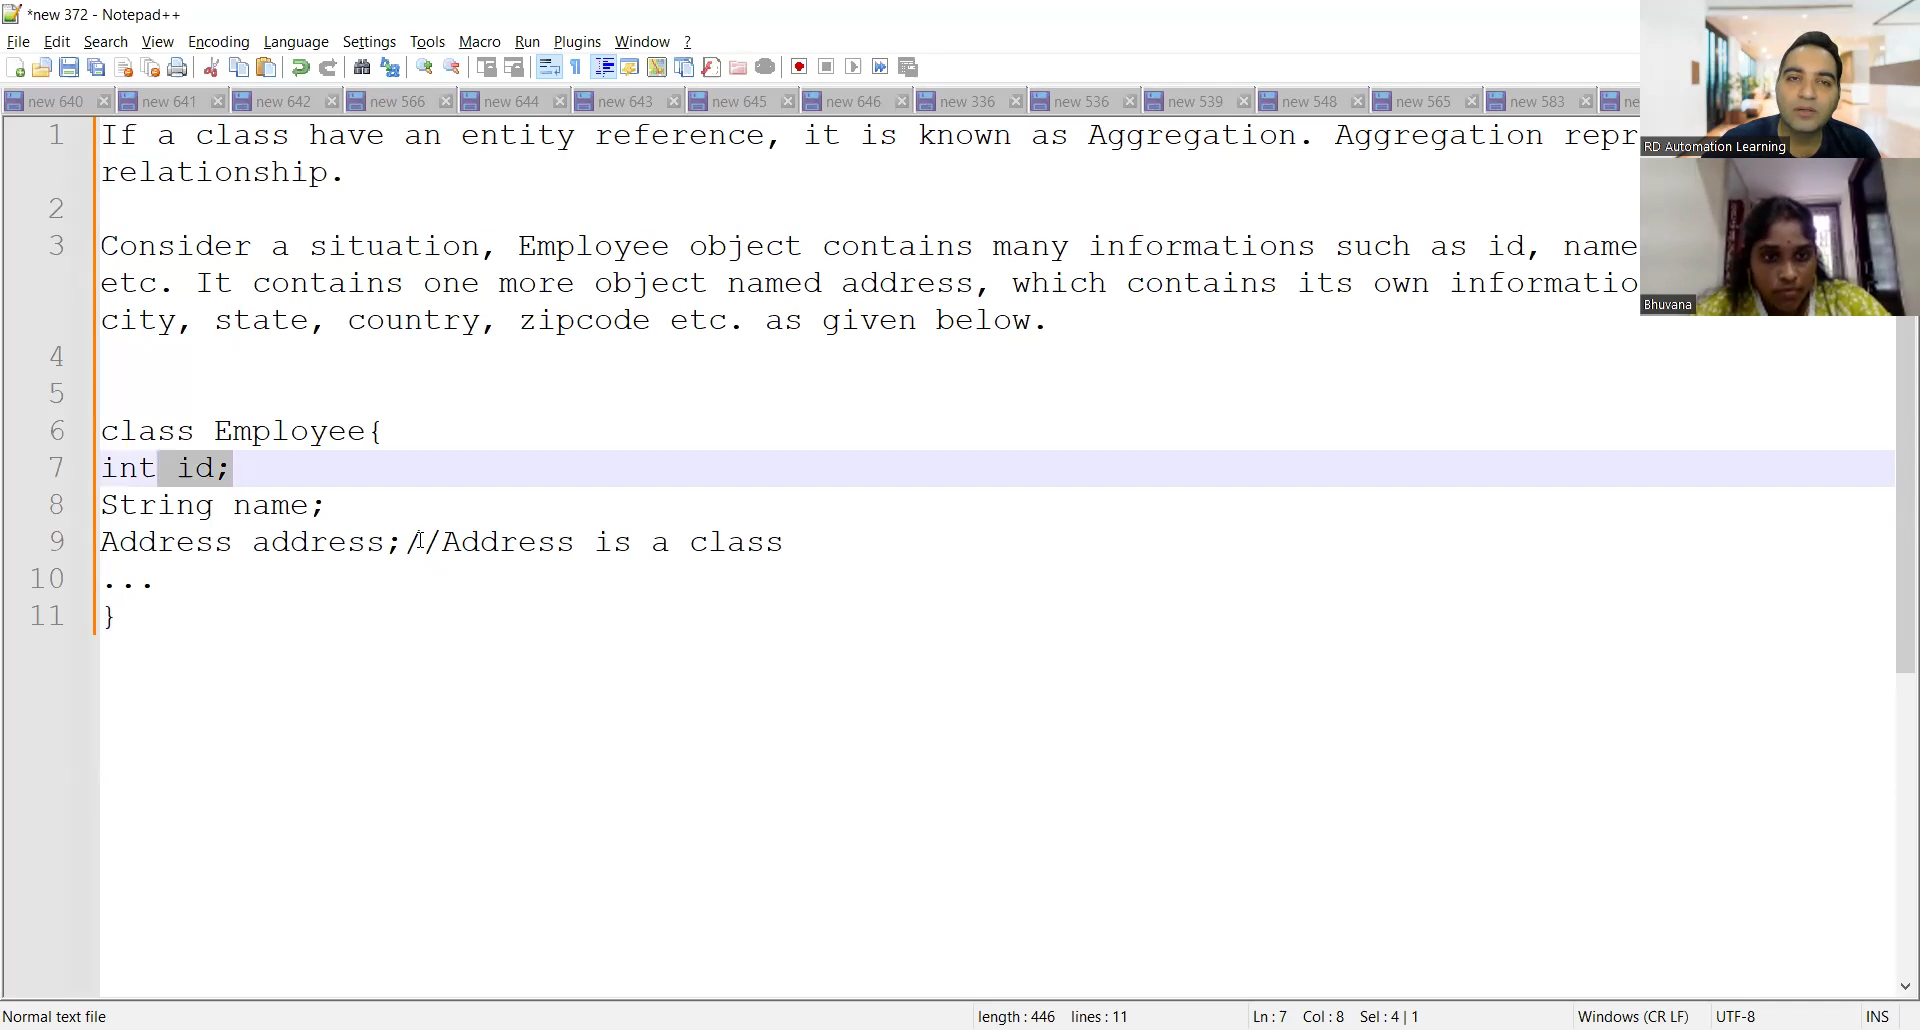 *new 372 - Notepad++
File Edit Search View Encoding Language Settings Tools Macro Run Plugins Window ?
new 640 new 641 new 642 new 566 new 644 new 643 new 645 new 646 new 336 new 536 new 539 new 548 new 565 new 583 ne
RD Automation Learning
Bhuvana
1 If a class have an entity reference, it is known as Aggregation. Aggregation repr
relationship.
2
3 Consider a situation, Employee object contains many informations such as id, name
etc. It contains one more object named address, which contains its own informatio
city, state, country, zipcode etc. as given below.
4
5
6 class Employee{
7 int id;
8 String name;
9 Address address;//Address is a class
10 ...
11 }
Normal text file length : 446 lines : 11 Ln : 7 Col : 8 Sel : 4 | 1 Windows (CR LF) UTF-8 INS